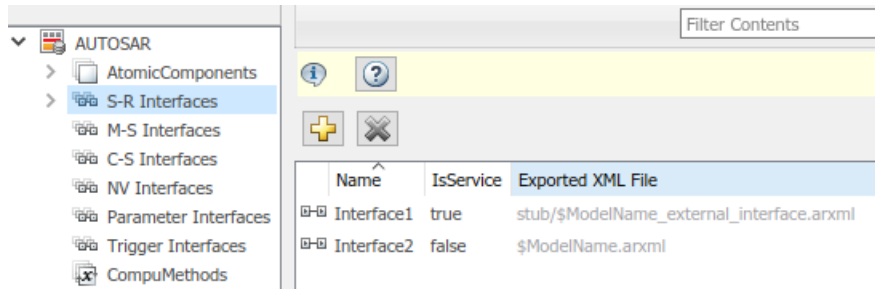 Filter Contents
AUTOSAR
AtomicComponents
S-R Interfaces
M-S Interfaces
C-S Interfaces
NV Interfaces
Parameter Interfaces
Trigger Interfaces
CompuMethods
Name IsService Exported XML File
Interface1 true stub/$ModelName_external_interface.arxml
Interface2 false $ModelName.arxml